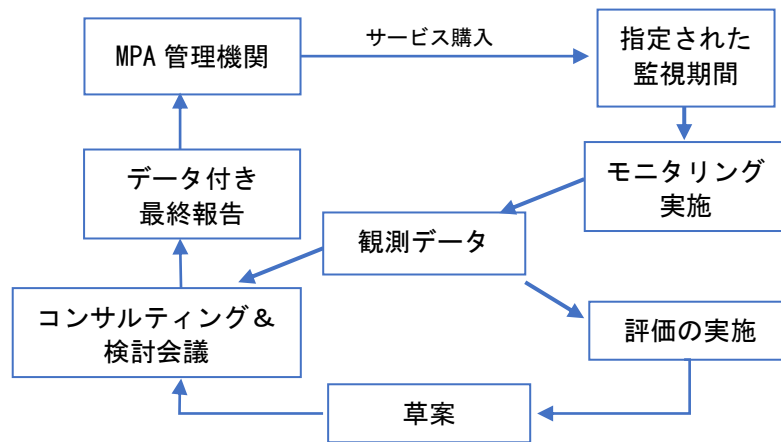 MPA 管理機関
サービス購入
指定された
監視期間
データ付き
最終報告
モニタリング
実施
観測データ
コンサルティング＆
検討会議
評価の実施
草案